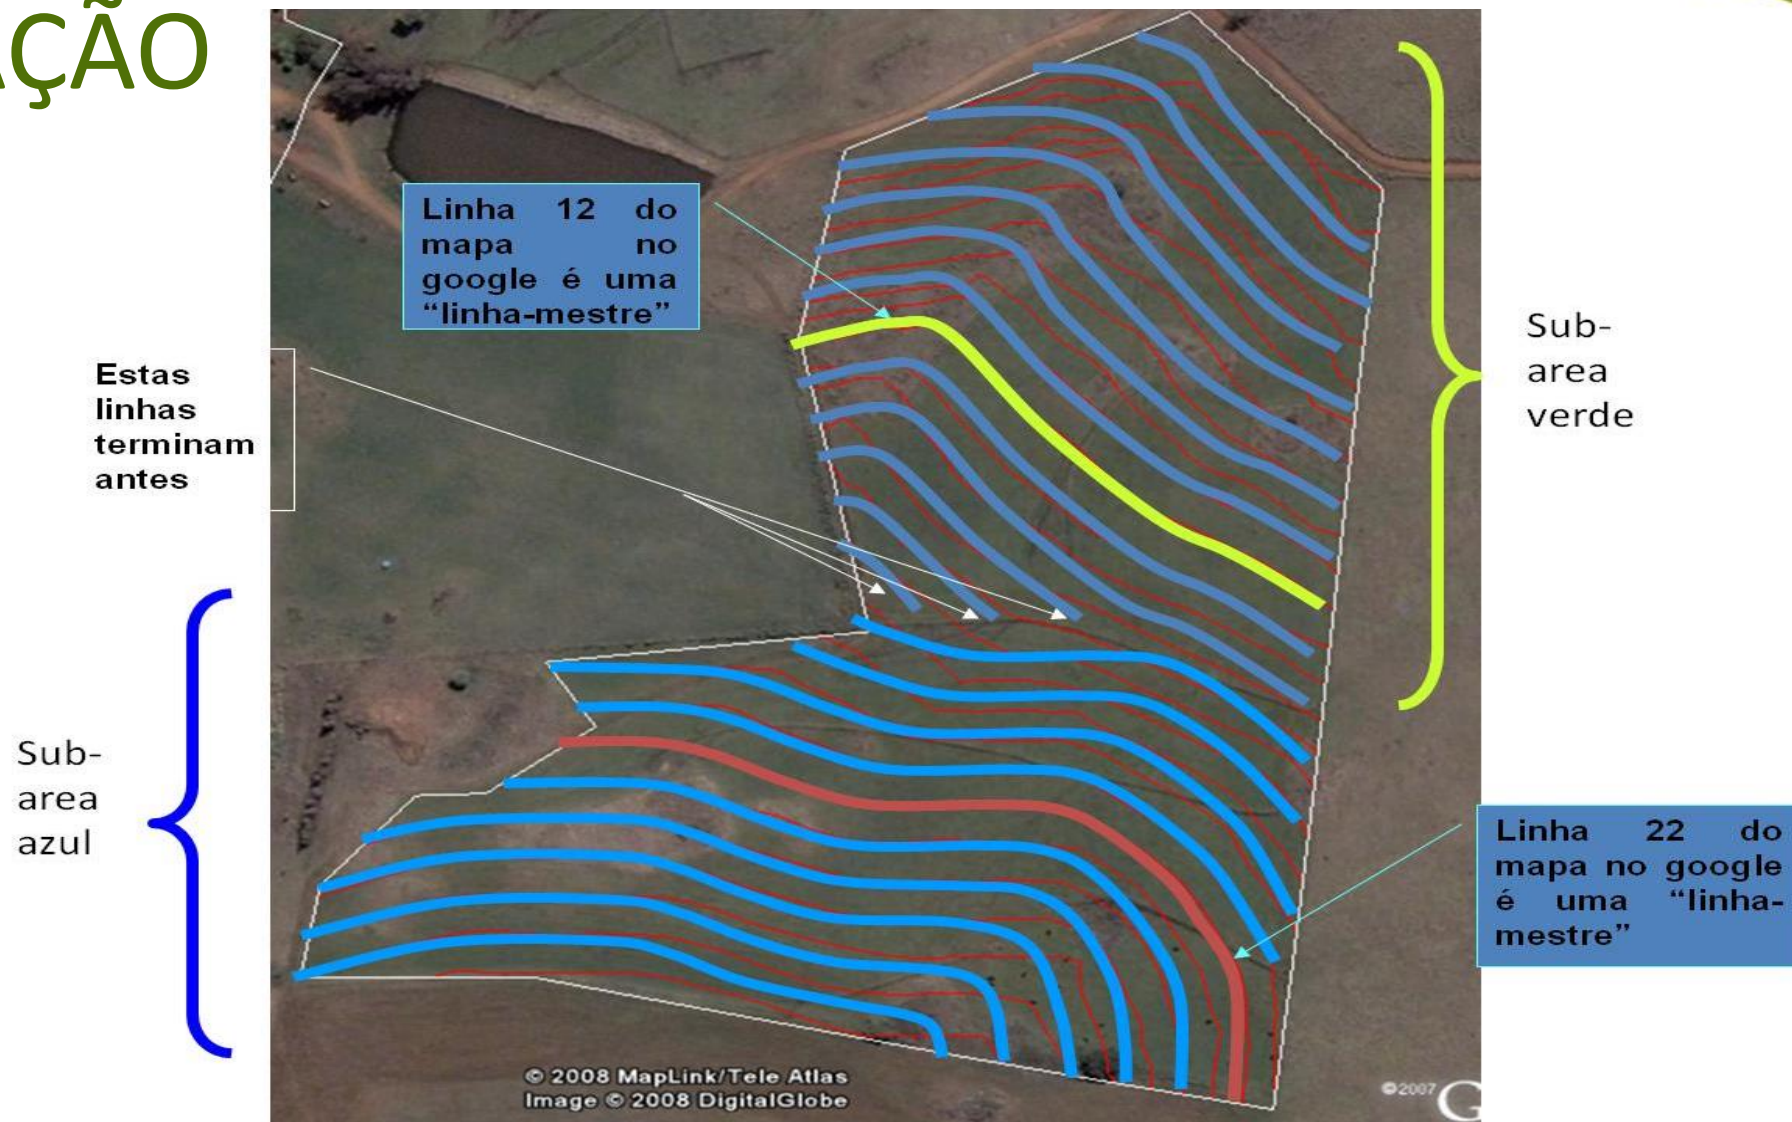 AÇÃO
Linha 12 do
mapa no
google é uma
“linha-mestre”
Estas
linhas
terminam
antes
Sub-
area
verde
Sub-
area
azul
Linha 22 do
mapa no google
é uma “linha-
mestre”
© 2008 MapLink/Tele Atlas
Image © 2008 DigitalGlobe
©2007 G